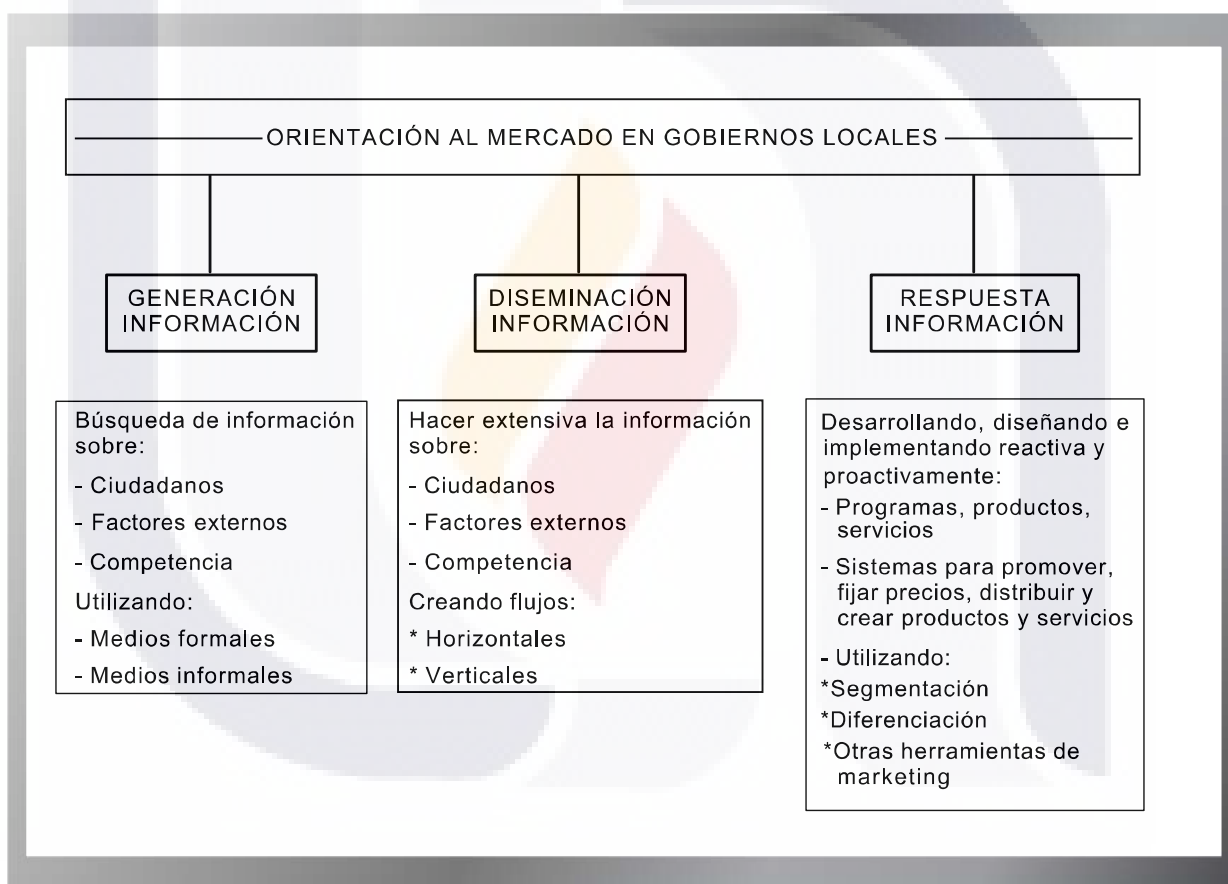 ORIENTACIÓN AL MERCADO EN GOBIERNOS LOCALES
GENERACIÓN
INFORMACIÓN
Búsqueda de información
sobre:
- Ciudadanos
- Factores externos
- Competencia
Utilizando:
- Medios formales
- Medios informales
DISEMINACIÓN
INFORMACIÓN
Hacer extensiva la información
sobre:
- Ciudadanos
- Factores externos
- Competencia
Creando flujos:
* Horizontales
* Verticales
RESPUESTA
INFORMACIÓN
Desarrollando, diseñando e
implementando reactiva y
proactivamente:
- Programas, productos,
servicios
- Sistemas para promover,
fijar precios, distribuir y
crear productos y servicios
- Utilizando:
*Segmentación
*Diferenciación
*Otras herramientas de
marketing